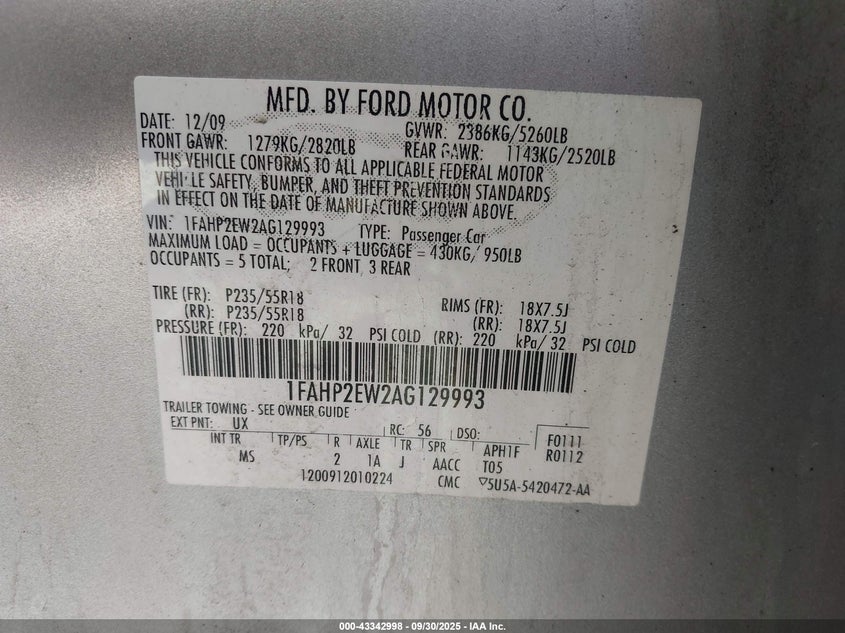 MFD. BY FORD MOTOR CO.
DATE: 12/09 GVWR: 2386KG/5260LB
FRONT GAWR: 1279KG/2820LB REAR GAWR: 1143KG/2520LB
THIS VEHICLE CONFORMS TO ALL APPLICABLE FEDERAL MOTOR
VEHICLE SAFETY, BUMPER, AND THEFT PREVENTION STANDARDS
IN EFFECT ON THE DATE OF MANUFACTURE SHOWN ABOVE.
VIN: 1FAHP2EW2AG129993 TYPE: Passenger Car
MAXIMUM LOAD = OCCUPANTS + LUGGAGE = 430KG/ 950LB
OCCUPANTS = 5 TOTAL; 2 FRONT, 3 REAR
TIRE (FR): P235/55R18 RIMS (FR): 18X7.5J
(RR): P235/55R18 (RR): 18X7.5J
PRESSURE (FR): 220 kPa/ 32 PSI COLD (RR): 220 kPa/ 32 PSI COLD
1FAHP2EW2AG129993
TRAILER TOWING - SEE OWNER GUIDE
EXT PNT: UX RC: 56 DSO: F0111
INT TR TP/PS R AXLE TR SPR APH1F R0112
MS 2 1A J AACC T05
1200912010224 CMC ▽5U5A-5420472-AA
000-43342998 - 09/30/2025 - IAA Inc.